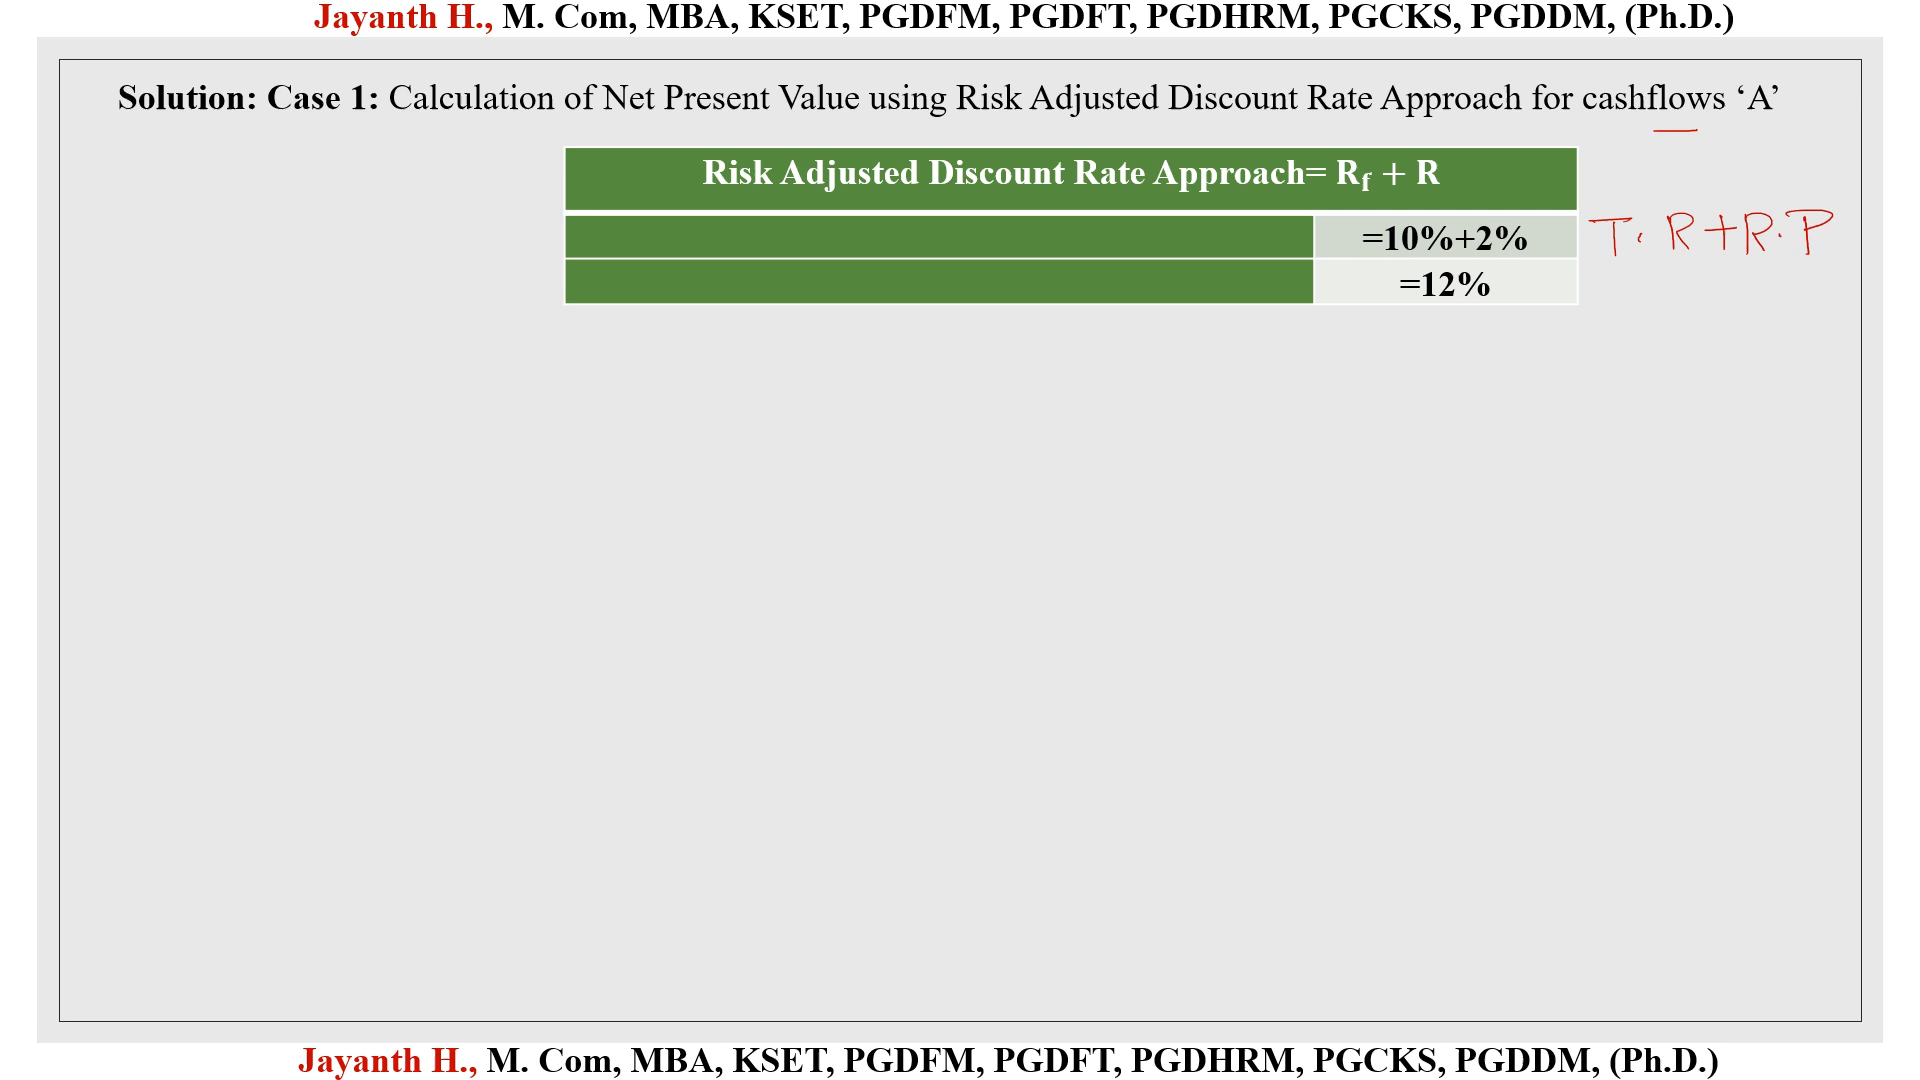 Jayanth H., M. Com, MBA, KSET, PGDFM, PGDFT, PGDHRM, PGCKS, PGDDM, (Ph.D.)
Solution: Case 1: Calculation of Net Present Value using Risk Adjusted Discount Rate Approach for cashflows ‘A’
Risk Adjusted Discount Rate Approach= Rf + R
=10%+2% T. R+R.P
=12%
Jayanth H., M. Com, MBA, KSET, PGDFM, PGDFT, PGDHRM, PGCKS, PGDDM, (Ph.D.)